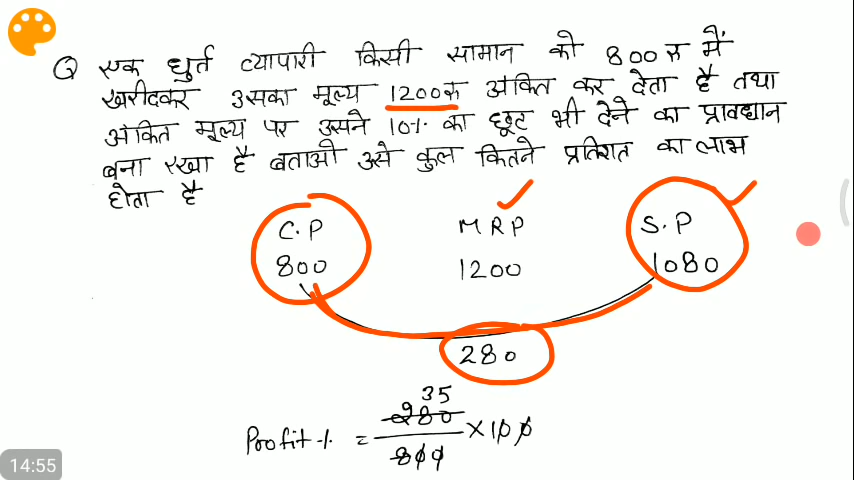 Q एक धुर्त व्यापारी किसी सामान को 800 रु में
खरीदकर उसका मूल्य 1200रु अंकित कर देता है तथा
अंकित मूल्य पर उसने 10% का छूट भी देने का प्रावधान
बना रखा है बताओ उसे कुल कितने प्रतिशत का लाभ
होता है
C.P MRP S.P
800 1200 1080
280
35
Profit % = 280/800 × 100
14:55